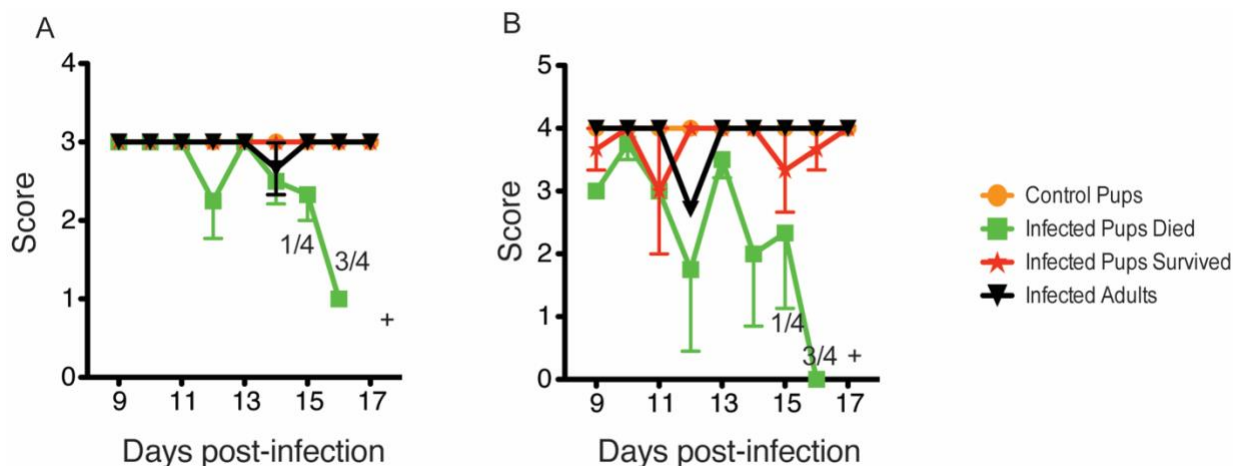 A
4
3
2
1
0
Score
1/4
3/4
+
9 11 13 15 17
Days post-infection
B
5
4
3
2
1
0
Score
1/4
3/4 +
9 11 13 15 17
Days post-infection
Control Pups
Infected Pups Died
Infected Pups Survived
Infected Adults